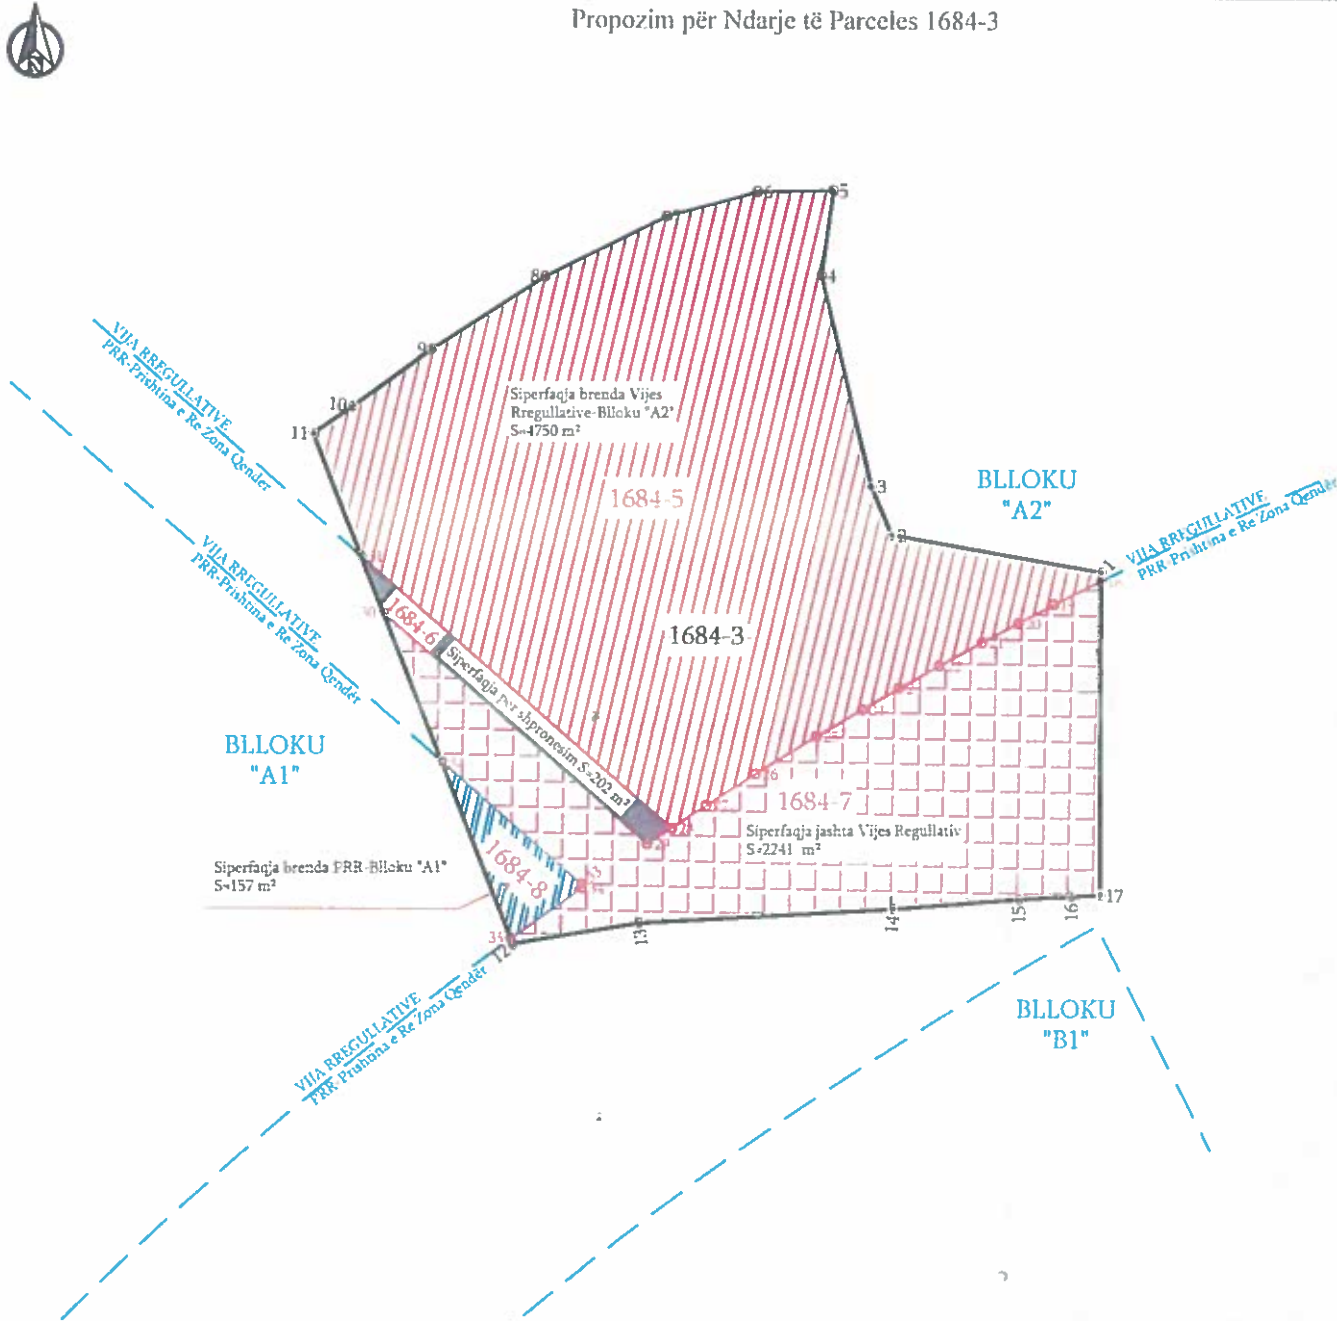 Propozim për Ndarje të Parceles 1684-3
N
6
5
4
8
9
10
11
VIJA RREGULLATIVE
PRR-Prishtina e Re Zona Qender
Siperfaqja brenda Vijes
Rregullative-Blloku "A2"
S=4750 m²
1684-5
3
2
BLLOKU
"A2"
1
VIJA RREGULLATIVE
PRR-Prishtina e Re Zona Qendër
VIJA RREGULLATIVE
PRR-Prishtina e Re Zona Qendër
30
1684-6
1684-3
Siperfaqja per shpronesim S=202 m²
BLLOKU
"A1"
26
1684-7
Siperfaqja jashta Vijes Regullativ
S=2241 m²
Siperfaqja brenda PRR-Blloku "A1"
S=157 m²
1684-8
34
12
13
14
15
16
17
VIJA RREGULLATIVE
PRR-Prishtina e Re Zona Qendër
BLLOKU
"B1"